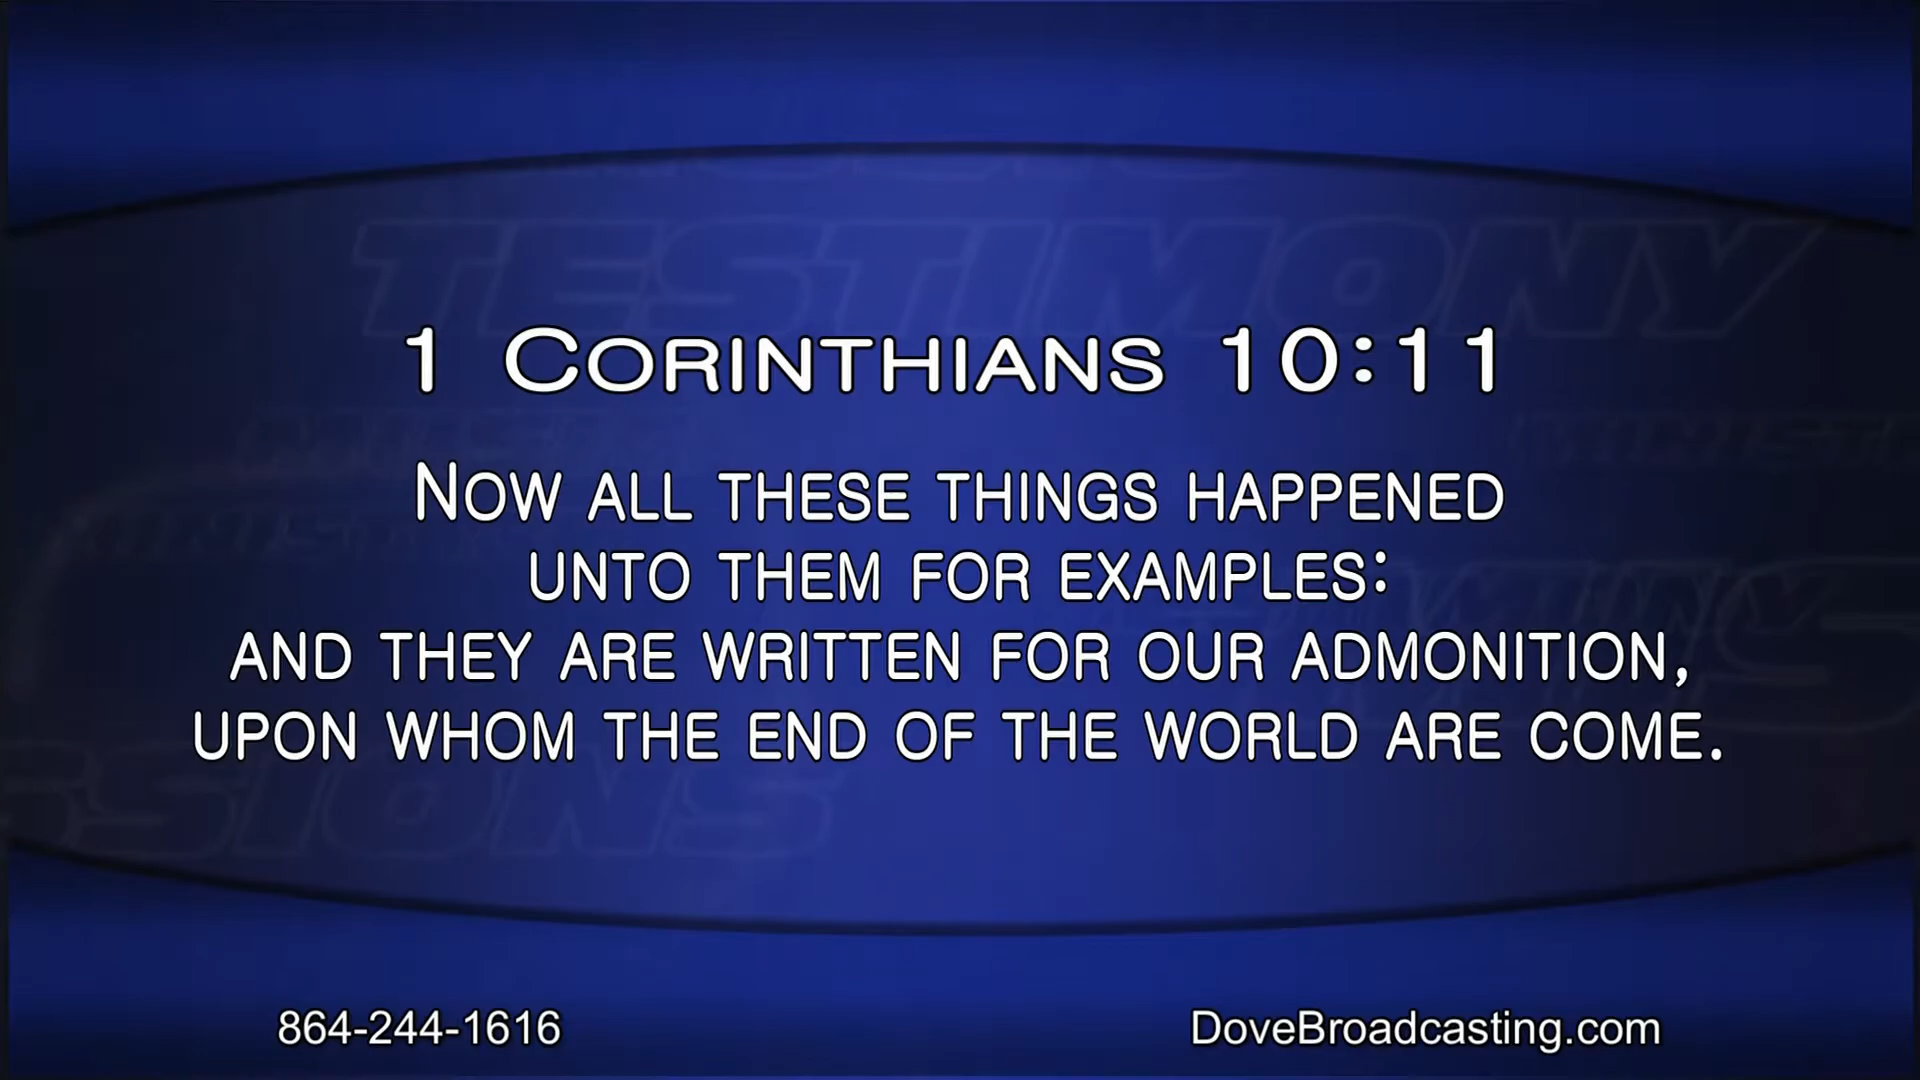 1 Corinthians 10:11
Now all these things happened
unto them for examples:
and they are written for our admonition,
upon whom the end of the world are come.
TESTIMONY
864-244-1616
DoveBroadcasting.com